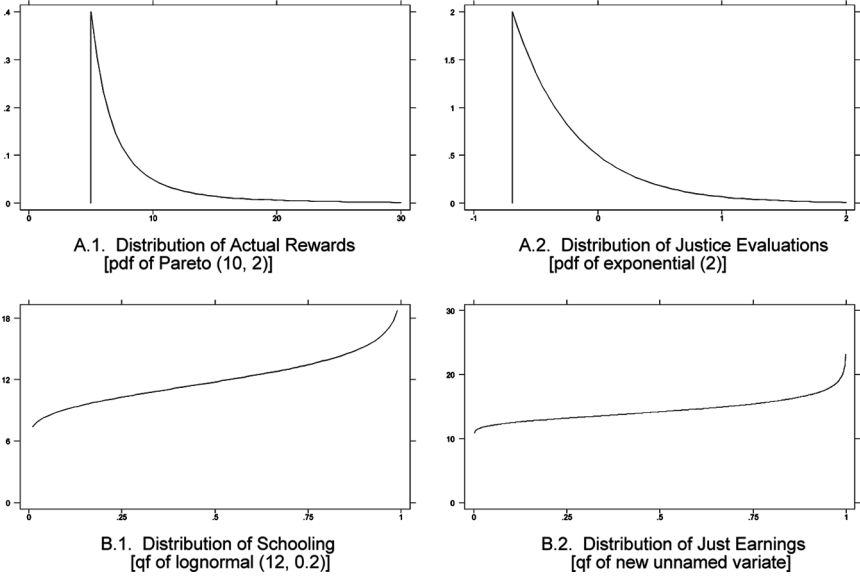 .4
.3
.2
.1
0
0 10 20 30
A.1. Distribution of Actual Rewards
[pdf of Pareto (10, 2)]
2
1.5
1
.5
0
-1 0 1 2
A.2. Distribution of Justice Evaluations
[pdf of exponential (2)]
18
12
6
0
0 .25 .5 .75 1
B.1. Distribution of Schooling
[qf of lognormal (12, 0.2)]
30
20
10
0
0 .25 .5 .75 1
B.2. Distribution of Just Earnings
[qf of new unnamed variate]